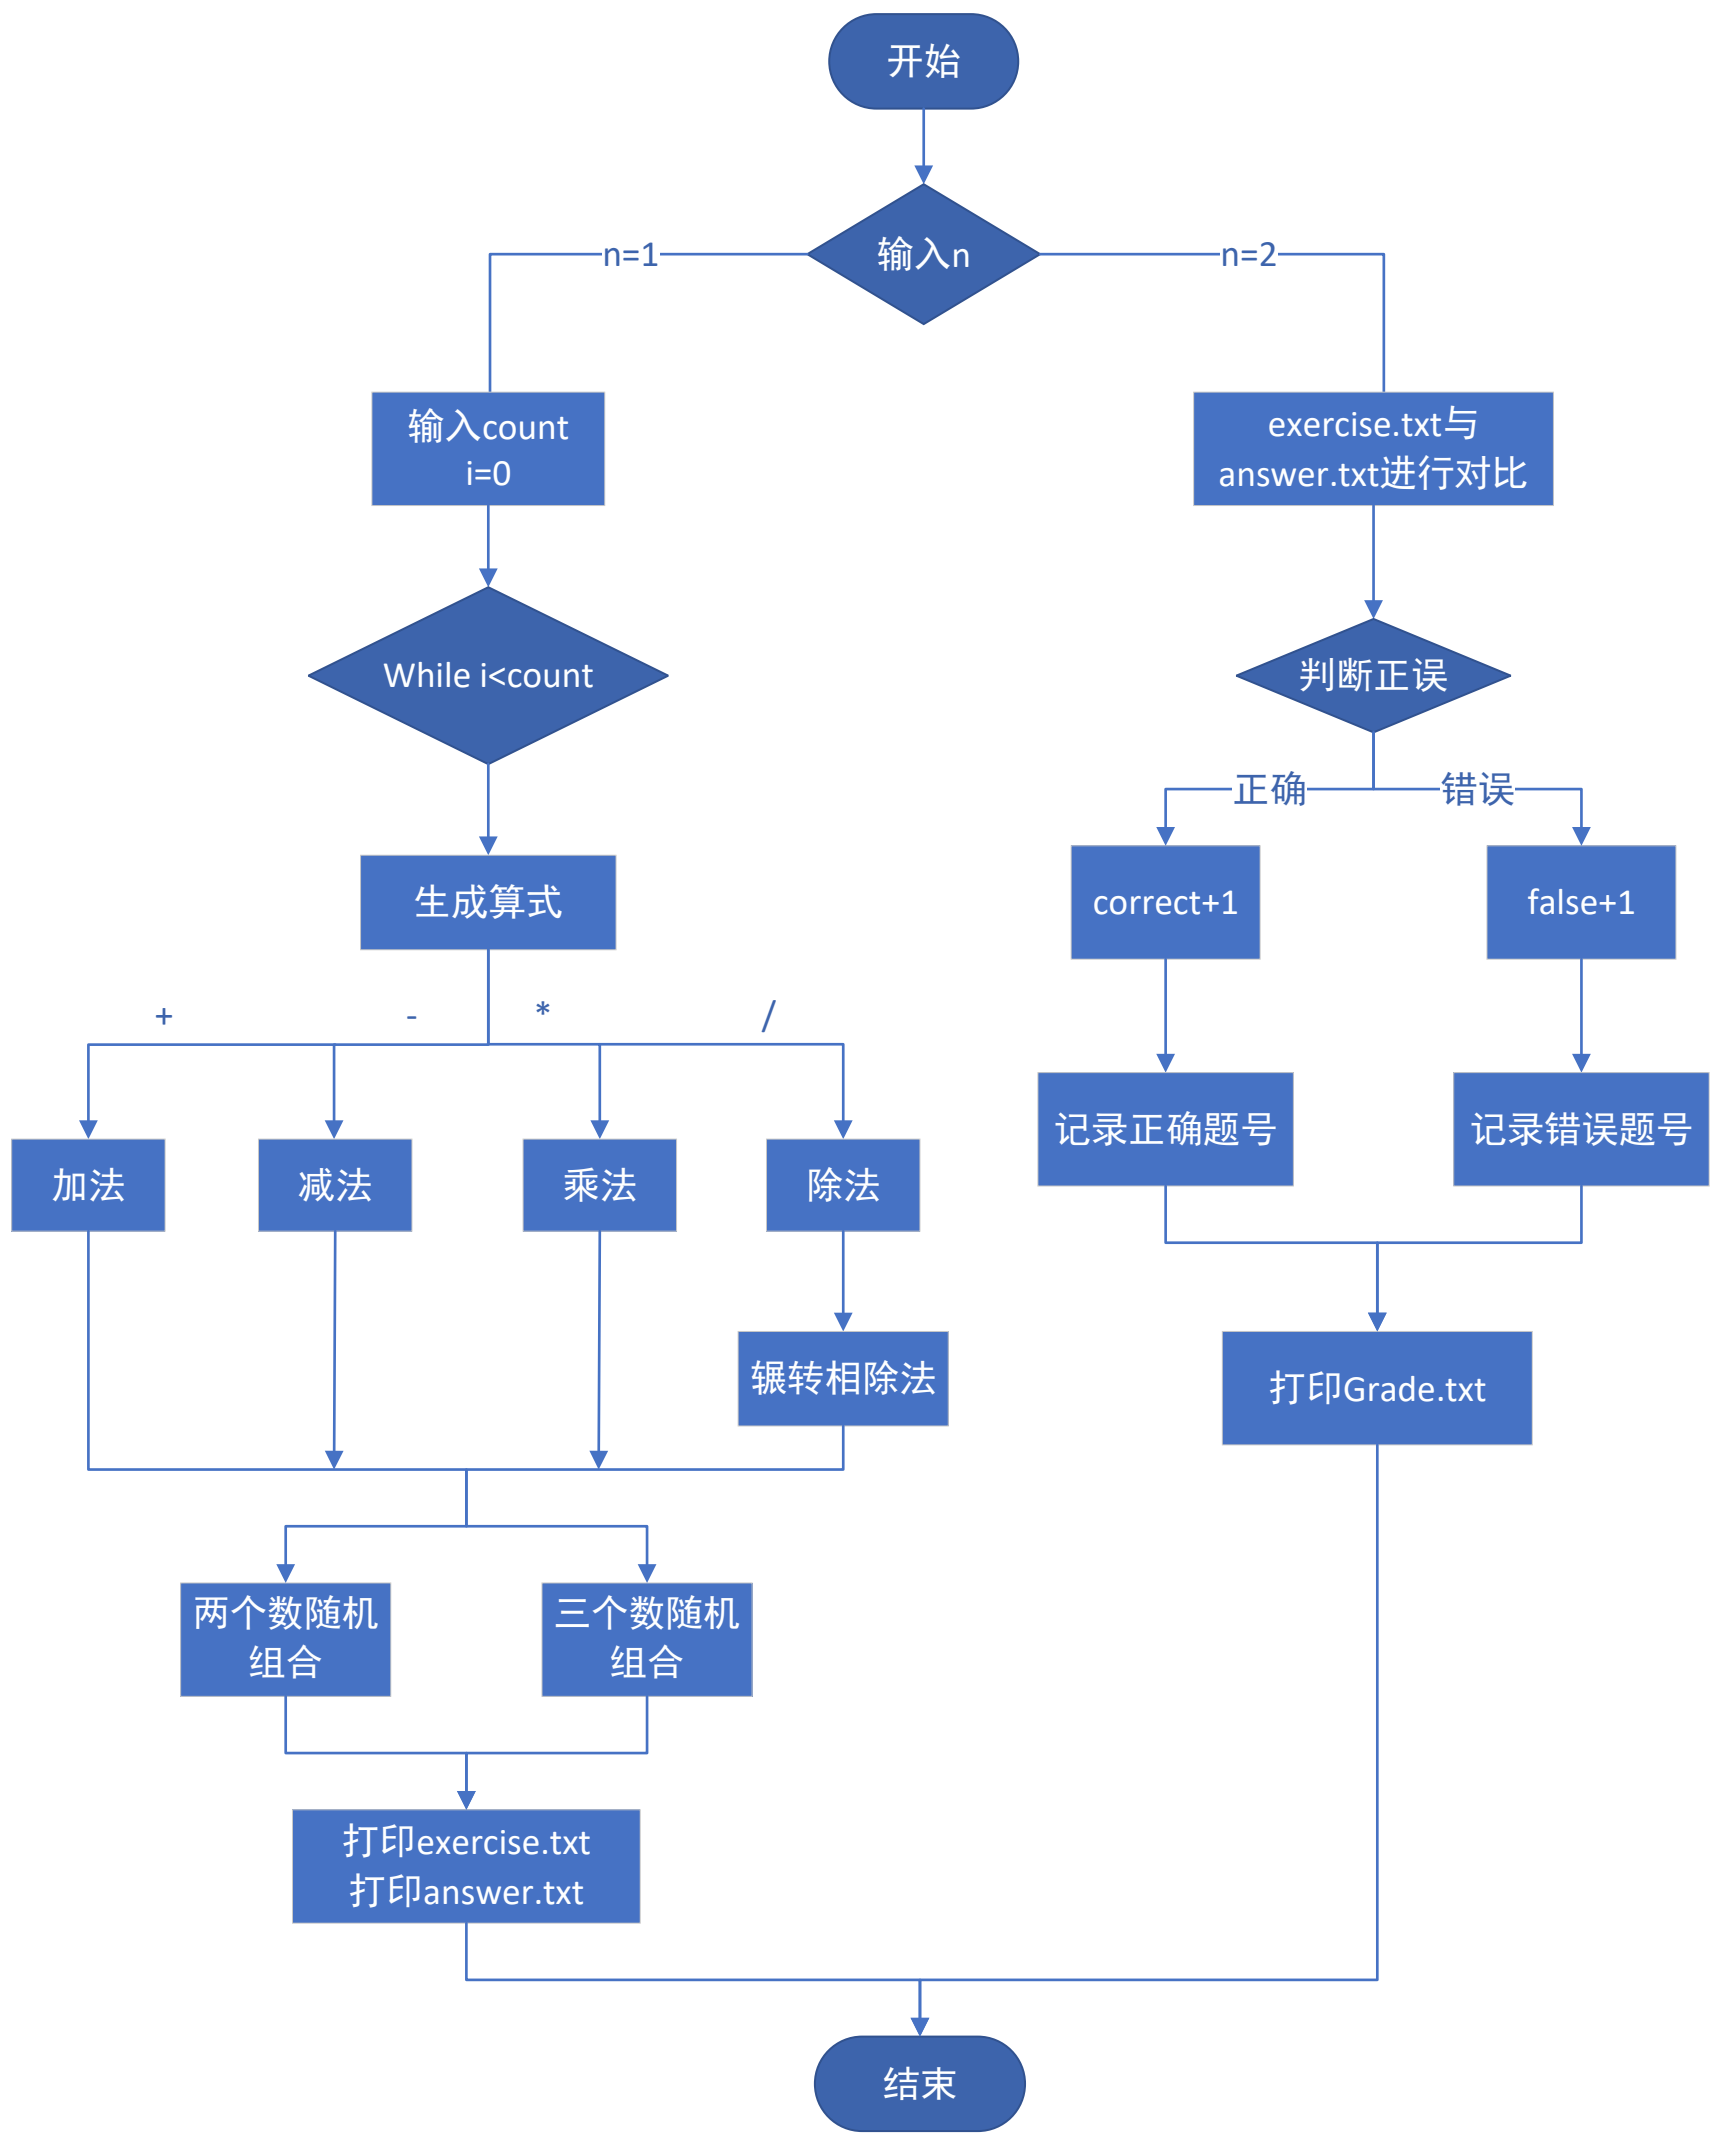 开始
输入n
n=1
n=2
输入count
i=0
exercise.txt与
answer.txt进行对比
While i<count
判断正误
正确
错误
生成算式
correct+1
false+1
+
-
*
/
加法
减法
乘法
除法
记录正确题号
记录错误题号
辗转相除法
打印Grade.txt
两个数随机
组合
三个数随机
组合
打印exercise.txt
打印answer.txt
结束